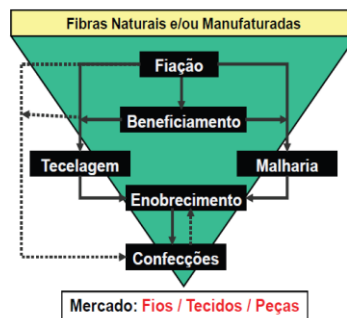 Fibras Naturais e/ou Manufaturadas
Fiação
Beneficiamento
Tecelagem
Malharia
Enobrecimento
Confecções
Mercado: Fios / Tecidos / Peças